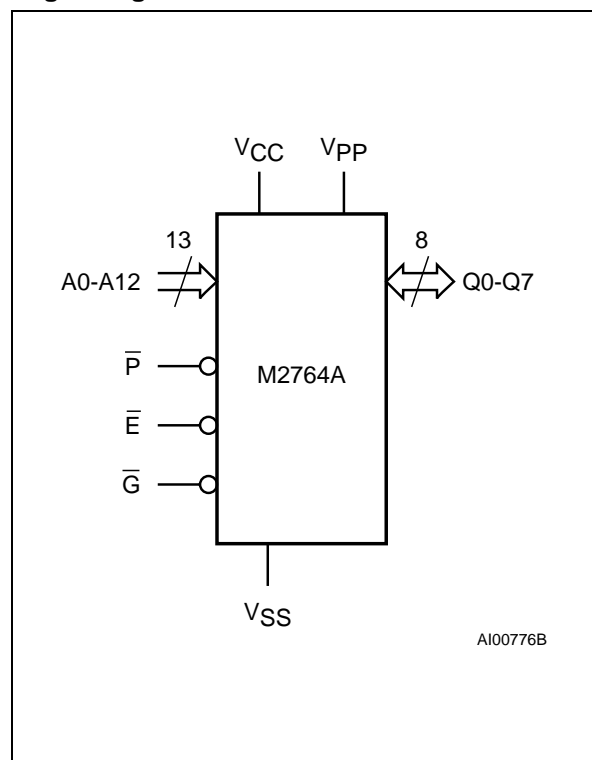 VCC VPP
13 8
A0-A12 Q0-Q7
P̅
M2764A
E̅
G̅
VSS
AI00776B